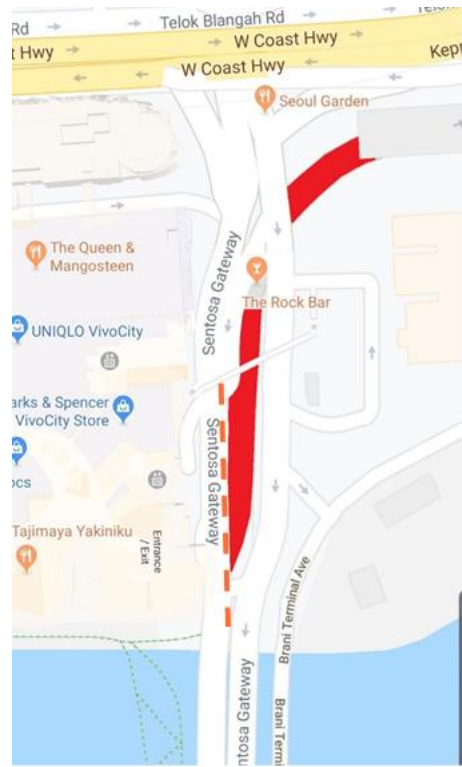 Rd
Telok Blangah Rd
t Hwy
W Coast Hwy
W Coast Hwy
Kep
Seoul Garden
The Queen &
Mangosteen
Sentosa Gateway
The Rock Bar
UNIQLO VivoCity
arks & Spencer
VivoCity Store
Sentosa Gateway
ocs
Tajimaya Yakiniku
Entrance
/ Exit
Brani Terminal Ave
ntosa Gateway
Brani Termi